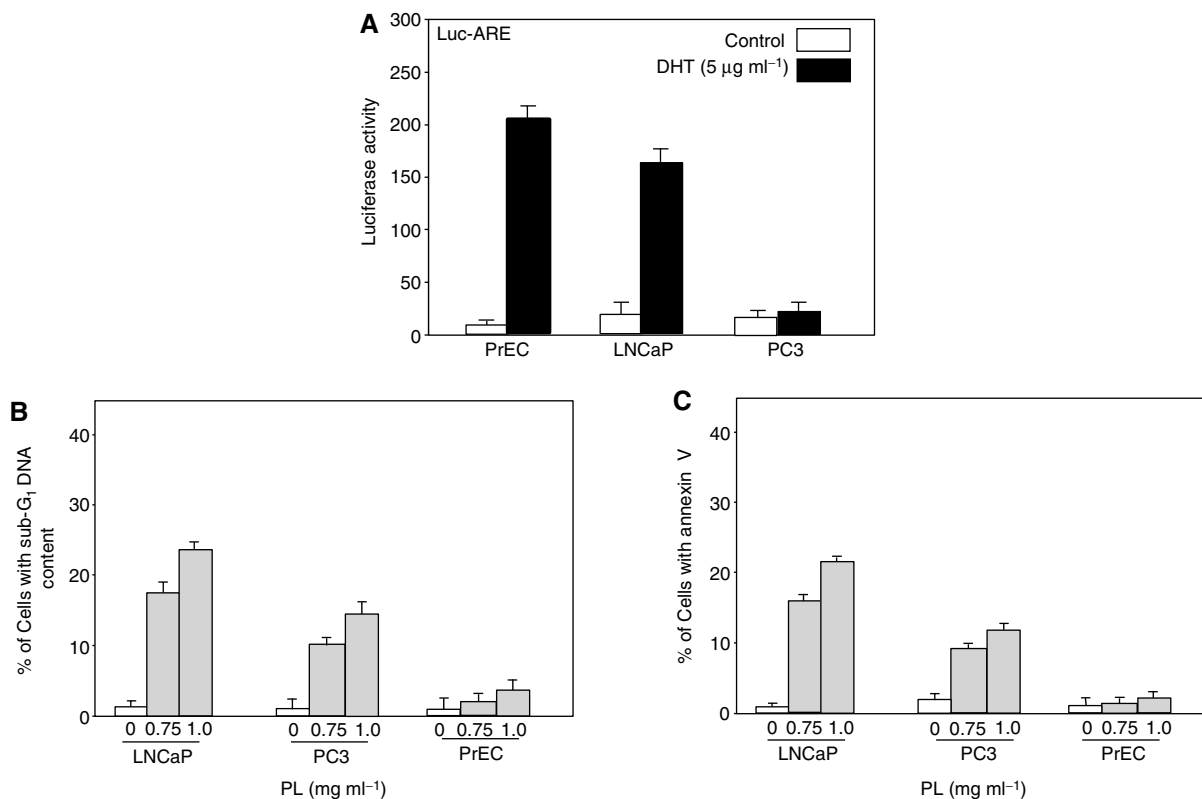 A
Luc-ARE
Control
DHT (5 μg ml⁻¹)
Luciferase activity
300
250
200
150
100
50
0
PrEC LNCaP PC3
B
% of Cells with sub-G₁ DNA
content
40
30
20
10
0
0 0.75 1.0 0 0.75 1.0 0 0.75 1.0
LNCaP PC3 PrEC
PL (mg ml⁻¹)
C
% of Cells with annexin V
40
30
20
10
0
0 0.75 1.0 0 0.75 1.0 0 0.75 1.0
LNCaP PC3 PrEC
PL (mg ml⁻¹)